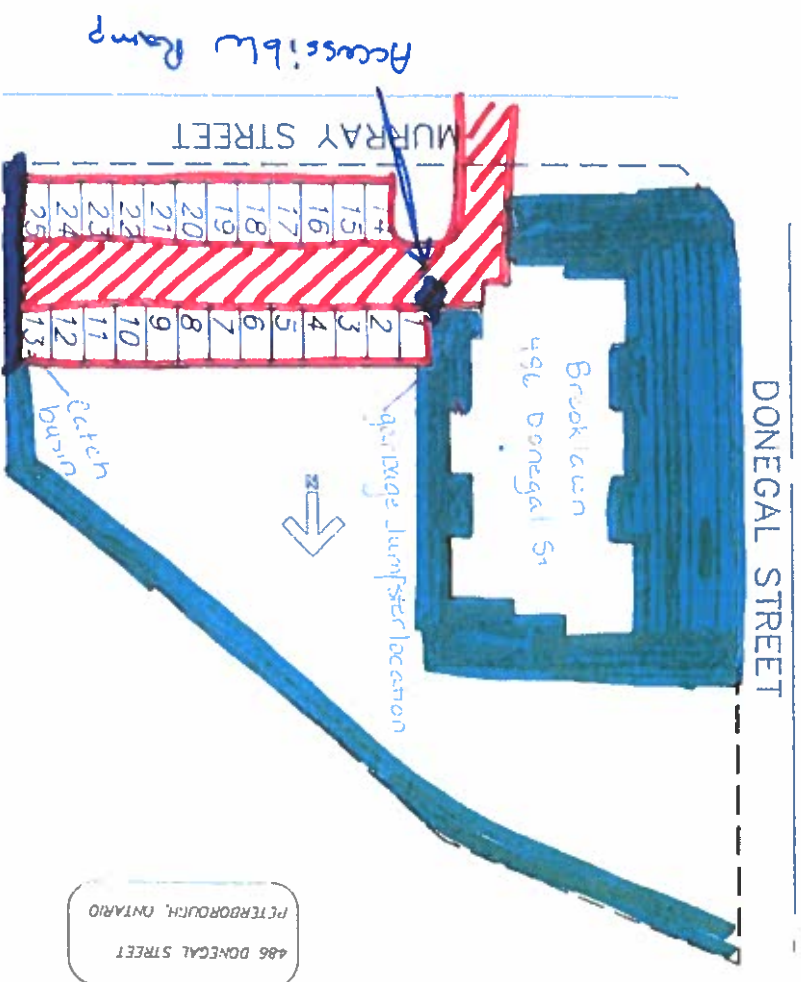 Accessible Ramp
MURRAY STREET
14 15 16 17 18 19 20 21 22 23 24 25
1 2 3 4 5 6 7 8 9 10 11 12 13
Catch
basin
garbage dumpster location
N
Brooklawn
486 Donegal St
DONEGAL STREET
486 DONEGAL STREET
PETERBOROUGH, ONTARIO